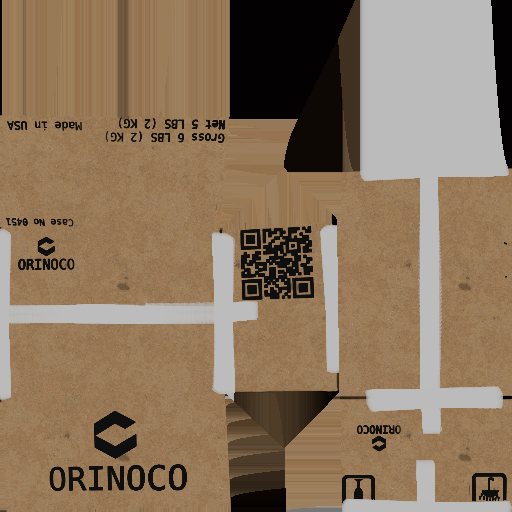 Made in USA
Net 5 LBS (2 KG)
Gross 6 LBS (2 KG)
Case No 0451
ORINOCO
ORINOCO
ORINOCO